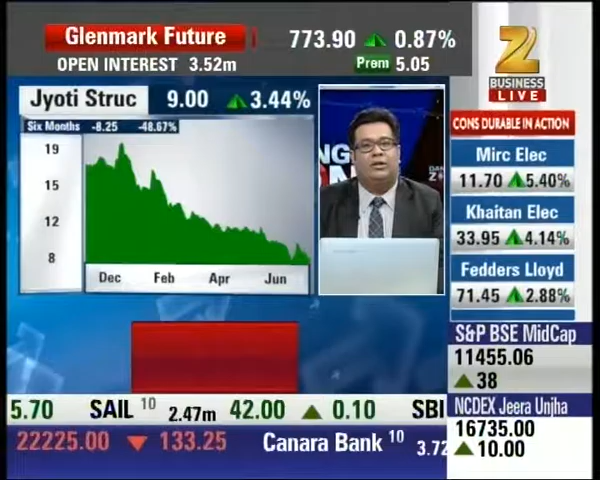 Glenmark Future
773.90 ▲ 0.87%
OPEN INTEREST 3.52m
Prem 5.05
Z
BUSINESS
LIVE
Jyoti Struc 9.00 ▲ 3.44%
Six Months -8.25 -48.67%
19
15
12
8
Dec Feb Apr Jun
CONS DURABLE IN ACTION
Mirc Elec
11.70 ▲ 5.40%
Khaitan Elec
33.95 ▲ 4.14%
Fedders Lloyd
71.45 ▲ 2.88%
S&P BSE MidCap
11455.06
▲ 38
NCDEX Jeera Unjha
16735.00
▲ 10.00
5.70 SAIL 10 2.47m 42.00 ▲ 0.10 SBI
22225.00 ▼ 133.25 Canara Bank 10 3.72